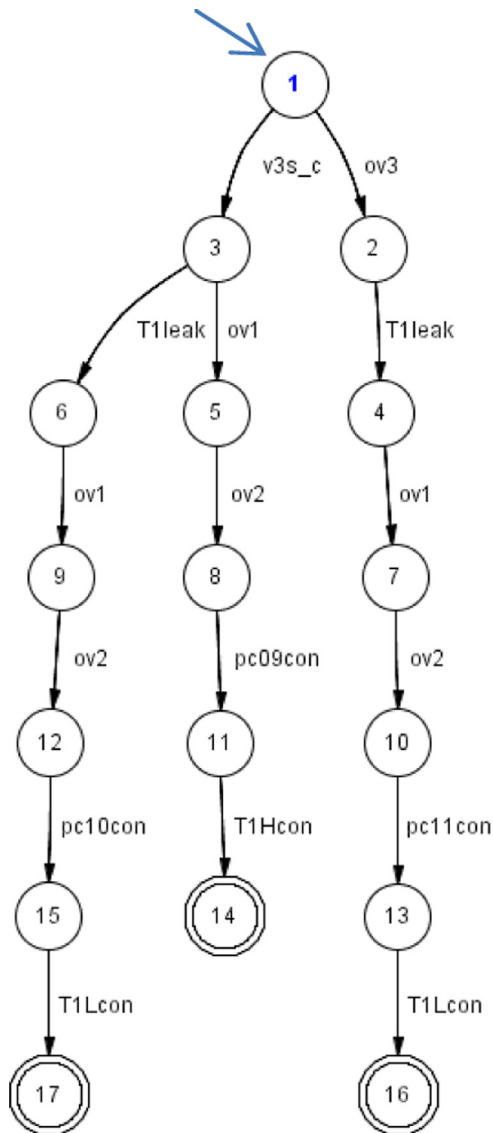 1
v3s_c ov3
3 2
T1leak ov1 T1leak
6 5 4
ov1 ov2 ov1
9 8 7
ov2 pc09con ov2
12 11 10
pc10con T1Hcon pc11con
15 14 13
T1Lcon T1Lcon
17 16